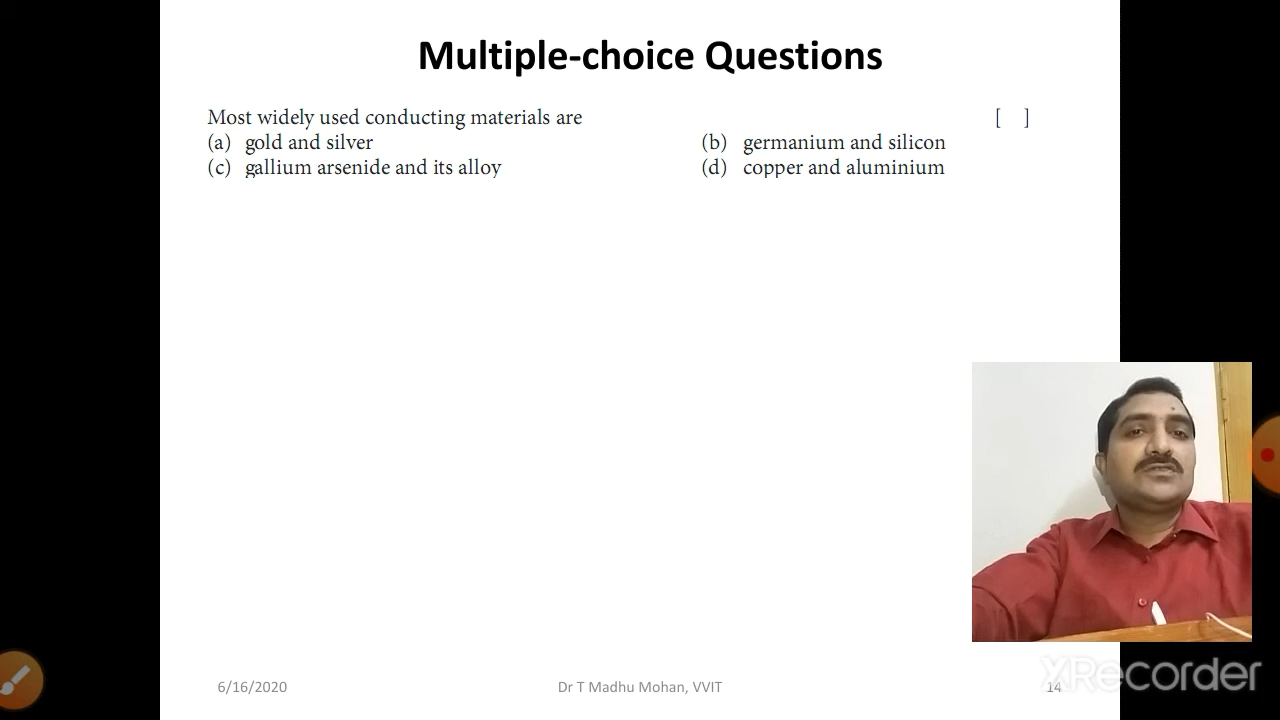 Multiple-choice Questions
Most widely used conducting materials are [ ]
(a) gold and silver (b) germanium and silicon
(c) gallium arsenide and its alloy (d) copper and aluminium
6/16/2020 Dr T Madhu Mohan, VVIT 14
XRecorder